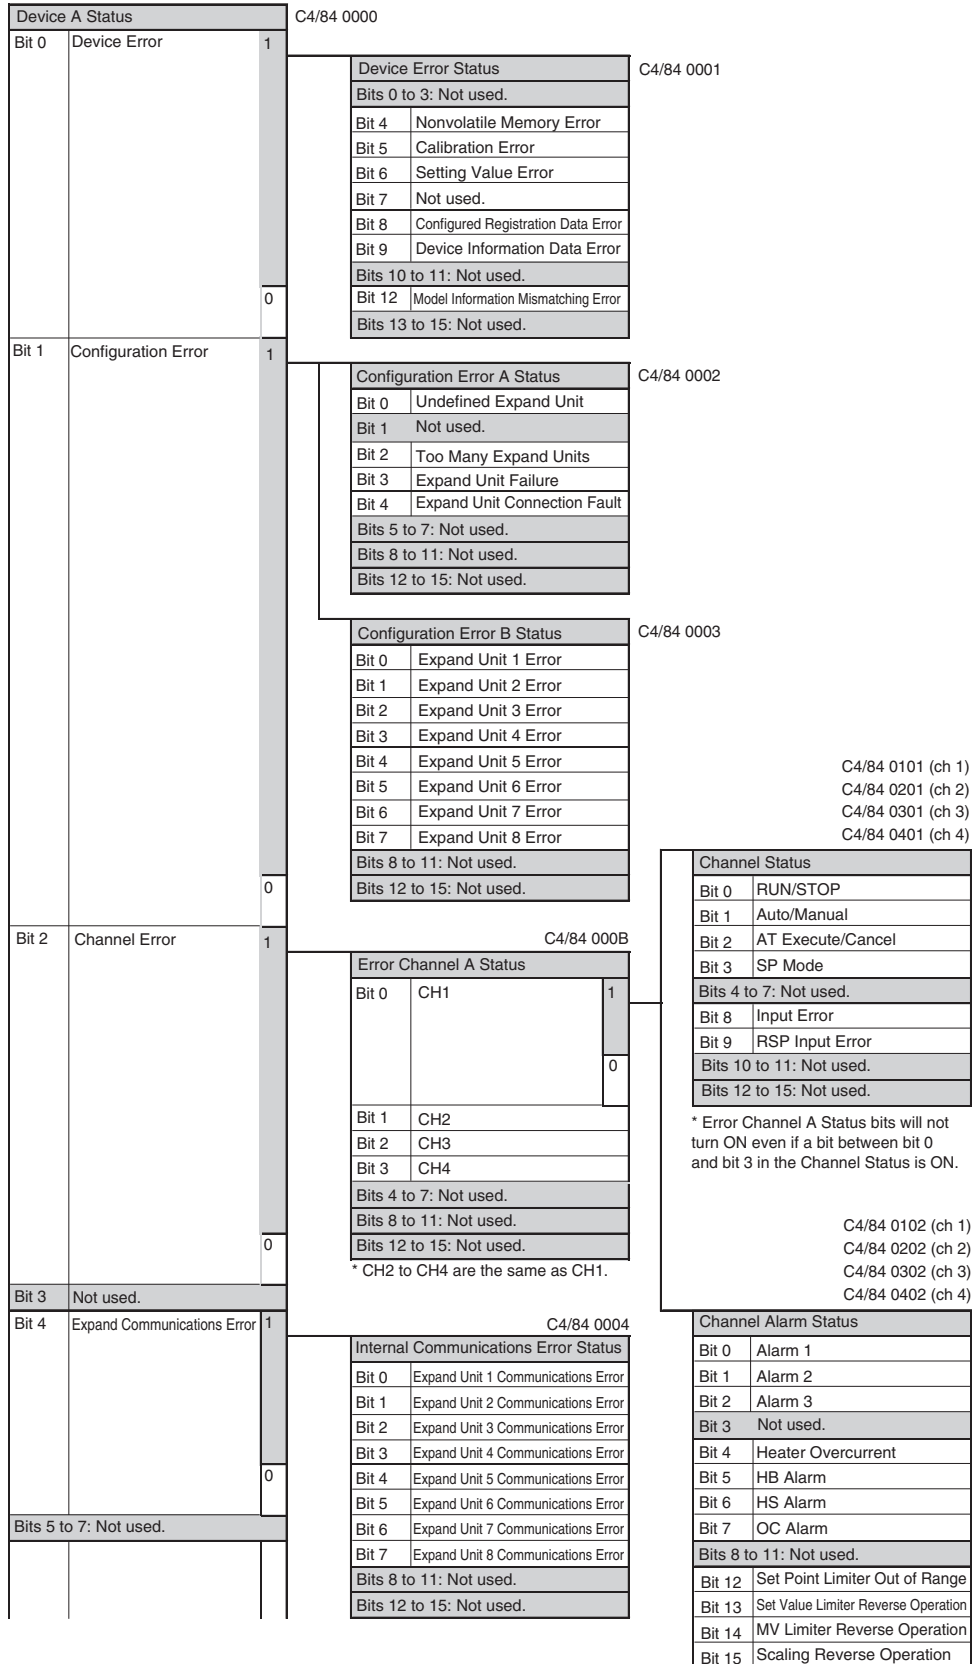 Device A Status
C4/84 0000
Bit 0 Device Error 1
0
Device Error Status
C4/84 0001
Bits 0 to 3: Not used.
Bit 4 Nonvolatile Memory Error
Bit 5 Calibration Error
Bit 6 Setting Value Error
Bit 7 Not used.
Bit 8 Configured Registration Data Error
Bit 9 Device Information Data Error
Bits 10 to 11: Not used.
Bit 12 Model Information Mismatching Error
Bits 13 to 15: Not used.
Bit 1 Configuration Error 1
0
Configuration Error A Status
C4/84 0002
Bit 0 Undefined Expand Unit
Bit 1 Not used.
Bit 2 Too Many Expand Units
Bit 3 Expand Unit Failure
Bit 4 Expand Unit Connection Fault
Bits 5 to 7: Not used.
Bits 8 to 11: Not used.
Bits 12 to 15: Not used.
Configuration Error B Status
C4/84 0003
Bit 0 Expand Unit 1 Error
Bit 1 Expand Unit 2 Error
Bit 2 Expand Unit 3 Error
Bit 3 Expand Unit 4 Error
Bit 4 Expand Unit 5 Error
Bit 5 Expand Unit 6 Error
Bit 6 Expand Unit 7 Error
Bit 7 Expand Unit 8 Error
Bits 8 to 11: Not used.
Bits 12 to 15: Not used.
Bit 2 Channel Error 1
0
C4/84 000B
Error Channel A Status
Bit 0 CH1 1
0
Bit 1 CH2
Bit 2 CH3
Bit 3 CH4
Bits 4 to 7: Not used.
Bits 8 to 11: Not used.
Bits 12 to 15: Not used.
* CH2 to CH4 are the same as CH1.
C4/84 0101 (ch 1)
C4/84 0201 (ch 2)
C4/84 0301 (ch 3)
C4/84 0401 (ch 4)
Channel Status
Bit 0 RUN/STOP
Bit 1 Auto/Manual
Bit 2 AT Execute/Cancel
Bit 3 SP Mode
Bits 4 to 7: Not used.
Bit 8 Input Error
Bit 9 RSP Input Error
Bits 10 to 11: Not used.
Bits 12 to 15: Not used.
* Error Channel A Status bits will not
turn ON even if a bit between bit 0
and bit 3 in the Channel Status is ON.
C4/84 0102 (ch 1)
C4/84 0202 (ch 2)
C4/84 0302 (ch 3)
C4/84 0402 (ch 4)
Channel Alarm Status
Bit 0 Alarm 1
Bit 1 Alarm 2
Bit 2 Alarm 3
Bit 3 Not used.
Bit 4 Heater Overcurrent
Bit 5 HB Alarm
Bit 6 HS Alarm
Bit 7 OC Alarm
Bits 8 to 11: Not used.
Bit 12 Set Point Limiter Out of Range
Bit 13 Set Value Limiter Reverse Operation
Bit 14 MV Limiter Reverse Operation
Bit 15 Scaling Reverse Operation
Bit 3 Not used.
Bit 4 Expand Communications Error 1
0
C4/84 0004
Internal Communications Error Status
Bit 0 Expand Unit 1 Communications Error
Bit 1 Expand Unit 2 Communications Error
Bit 2 Expand Unit 3 Communications Error
Bit 3 Expand Unit 4 Communications Error
Bit 4 Expand Unit 5 Communications Error
Bit 5 Expand Unit 6 Communications Error
Bit 6 Expand Unit 7 Communications Error
Bit 7 Expand Unit 8 Communications Error
Bits 8 to 11: Not used.
Bits 12 to 15: Not used.
Bits 5 to 7: Not used.